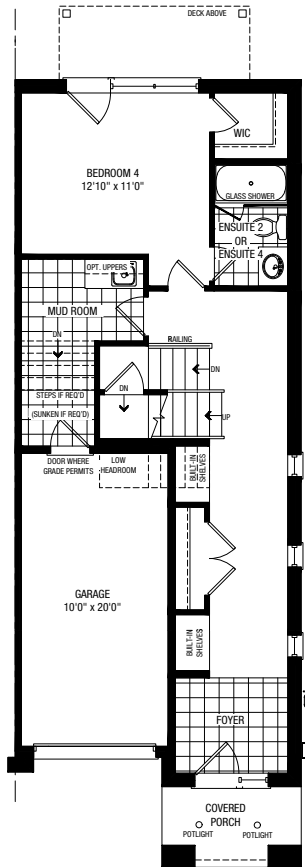 DECK ABOVE
BEDROOM 4
12'10" x 11'0"
WIC
GLASS SHOWER
ENSUITE 2
OR
ENSUITE 4
OPT. UPPERS
MUD ROOM
DN
STEPS IF REQ'D
(SUNKEN IF REQ'D)
RAILING
DN
DN
UP
DOOR WHERE
GRADE PERMITS
LOW
HEADROOM
BUILT-IN
SHELVES
GARAGE
10'0" x 20'0"
BUILT-IN
SHELVES
FOYER
COVERED
PORCH
POTLIGHT
POTLIGHT